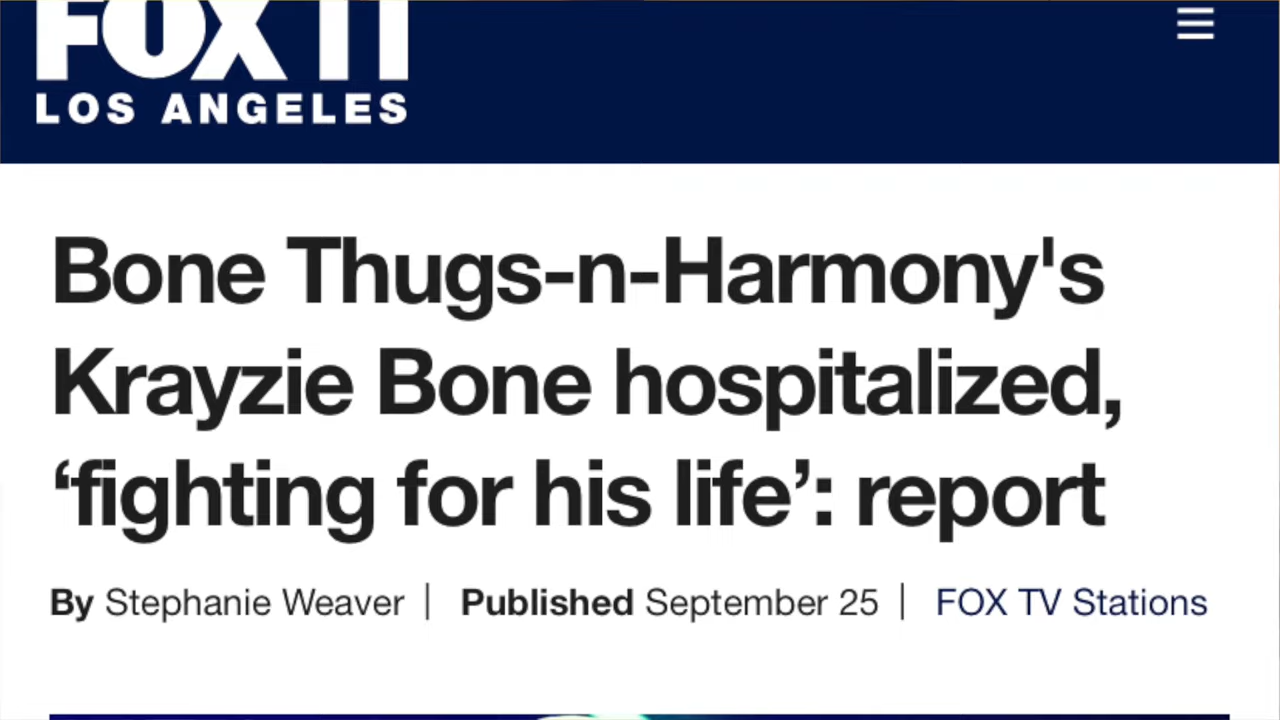 FOX 11
LOS ANGELES
Bone Thugs-n-Harmony's
Krayzie Bone hospitalized,
‘fighting for his life’: report
By Stephanie Weaver | Published September 25 | FOX TV Stations